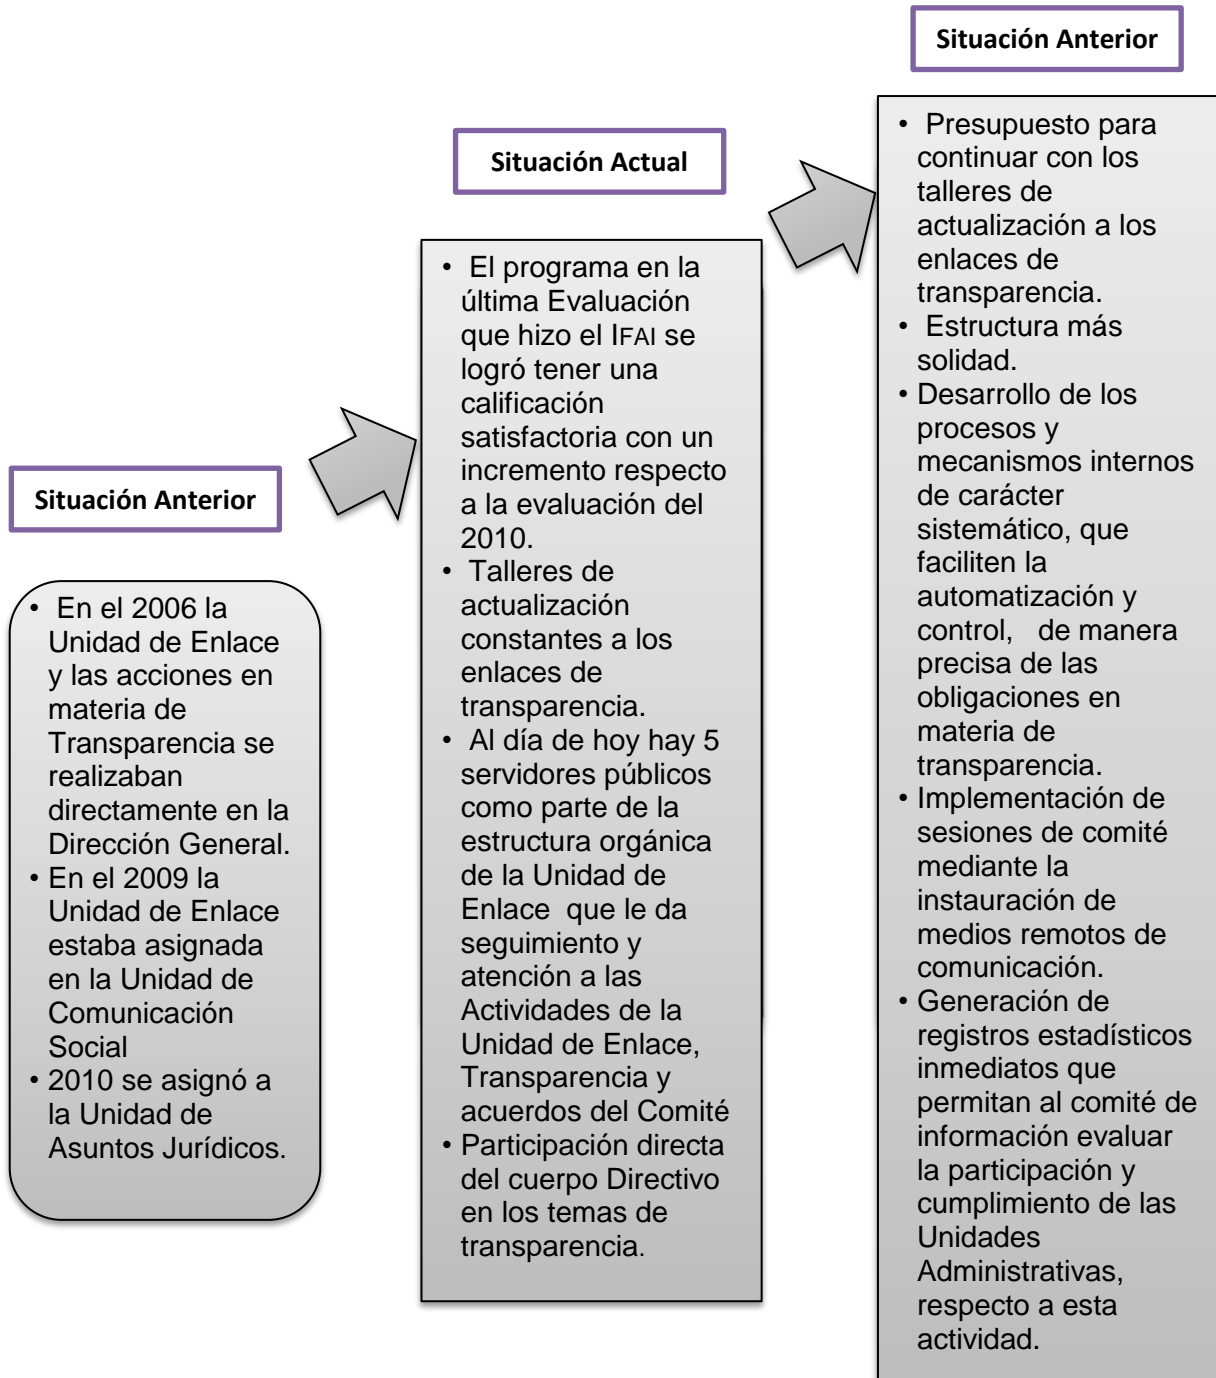 Situación Anterior
• En el 2006 la
Unidad de Enlace
y las acciones en
materia de
Transparencia se
realizaban
directamente en la
Dirección General.
• En el 2009 la
Unidad de Enlace
estaba asignada
en la Unidad de
Comunicación
Social
• 2010 se asignó a
la Unidad de
Asuntos Jurídicos.
Situación Actual
• El programa en la
última Evaluación
que hizo el IFAI se
logró tener una
calificación
satisfactoria con un
incremento respecto
a la evaluación del
2010.
• Talleres de
actualización
constantes a los
enlaces de
transparencia.
• Al día de hoy hay 5
servidores públicos
como parte de la
estructura orgánica
de la Unidad de
Enlace que le da
seguimiento y
atención a las
Actividades de la
Unidad de Enlace,
Transparencia y
acuerdos del Comité
• Participación directa
del cuerpo Directivo
en los temas de
transparencia.
Situación Anterior
• Presupuesto para
continuar con los
talleres de
actualización a los
enlaces de
transparencia.
• Estructura más
solidad.
• Desarrollo de los
procesos y
mecanismos internos
de carácter
sistemático, que
faciliten la
automatización y
control, de manera
precisa de las
obligaciones en
materia de
transparencia.
• Implementación de
sesiones de comité
mediante la
instauración de
medios remotos de
comunicación.
• Generación de
registros estadísticos
inmediatos que
permitan al comité de
información evaluar
la participación y
cumplimiento de las
Unidades
Administrativas,
respecto a esta
actividad.